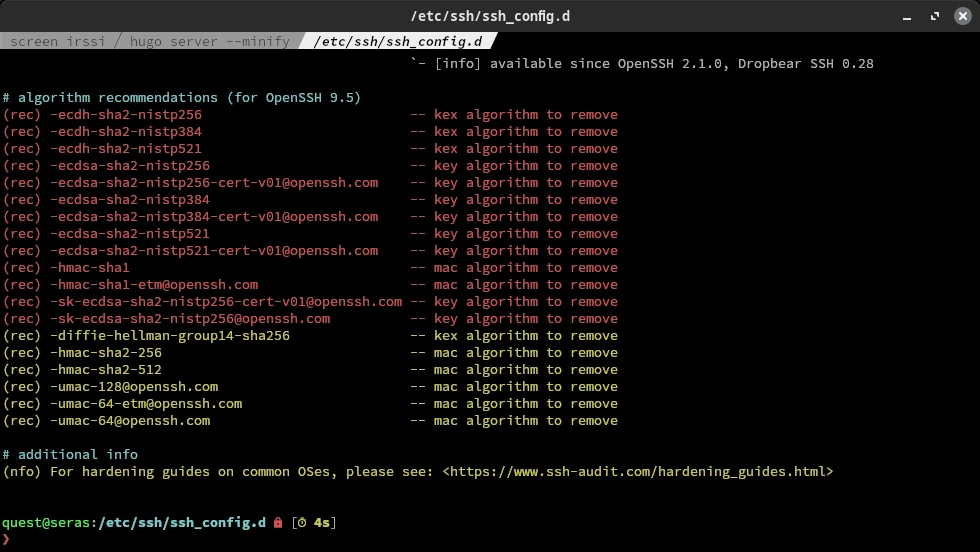 /etc/ssh/ssh_config.d
screen irssi / hugo server --minify / /etc/ssh/ssh_config.d
`- [info] available since OpenSSH 2.1.0, Dropbear SSH 0.28
# algorithm recommendations (for OpenSSH 9.5)
(rec) -ecdh-sha2-nistp256 -- kex algorithm to remove
(rec) -ecdh-sha2-nistp384 -- kex algorithm to remove
(rec) -ecdh-sha2-nistp521 -- kex algorithm to remove
(rec) -ecdsa-sha2-nistp256 -- key algorithm to remove
(rec) -ecdsa-sha2-nistp256-cert-v01@openssh.com -- key algorithm to remove
(rec) -ecdsa-sha2-nistp384 -- key algorithm to remove
(rec) -ecdsa-sha2-nistp384-cert-v01@openssh.com -- key algorithm to remove
(rec) -ecdsa-sha2-nistp521 -- key algorithm to remove
(rec) -ecdsa-sha2-nistp521-cert-v01@openssh.com -- key algorithm to remove
(rec) -hmac-sha1 -- mac algorithm to remove
(rec) -hmac-sha1-etm@openssh.com -- mac algorithm to remove
(rec) -sk-ecdsa-sha2-nistp256-cert-v01@openssh.com -- key algorithm to remove
(rec) -sk-ecdsa-sha2-nistp256@openssh.com -- key algorithm to remove
(rec) -diffie-hellman-group14-sha256 -- kex algorithm to remove
(rec) -hmac-sha2-256 -- mac algorithm to remove
(rec) -hmac-sha2-512 -- mac algorithm to remove
(rec) -umac-128@openssh.com -- mac algorithm to remove
(rec) -umac-64-etm@openssh.com -- mac algorithm to remove
(rec) -umac-64@openssh.com -- mac algorithm to remove
# additional info
(nfo) For hardening guides on common OSes, please see: <https://www.ssh-audit.com/hardening_guides.html>
quest@seras:/etc/ssh/ssh_config.d 🔒 [⏱ 4s]
❯